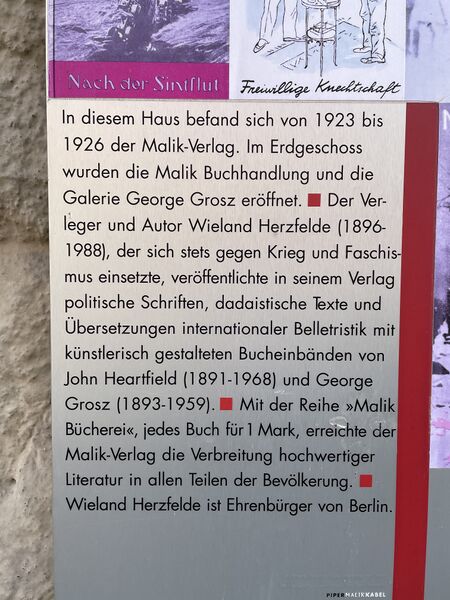 Nach der Sintflut
Freiwillige Knechtschaft
In diesem Haus befand sich von 1923 bis
1926 der Malik-Verlag. Im Erdgeschoss
wurden die Malik Buchhandlung und die
Galerie George Grosz eröffnet. ■ Der Ver-
leger und Autor Wieland Herzfelde (1896-
1988), der sich stets gegen Krieg und Faschis-
mus einsetzte, veröffentlichte in seinem Verlag
politische Schriften, dadaistische Texte und
Übersetzungen internationaler Belletristik mit
künstlerisch gestalteten Bucheinbänden von
John Heartfield (1891-1968) und George
Grosz (1893-1959). ■ Mit der Reihe »Malik
Bücherei«, jedes Buch für 1 Mark, erreichte der
Malik-Verlag die Verbreitung hochwertiger
Literatur in allen Teilen der Bevölkerung. ■
Wieland Herzfelde ist Ehrenbürger von Berlin.
PIPERMALIKKABEL